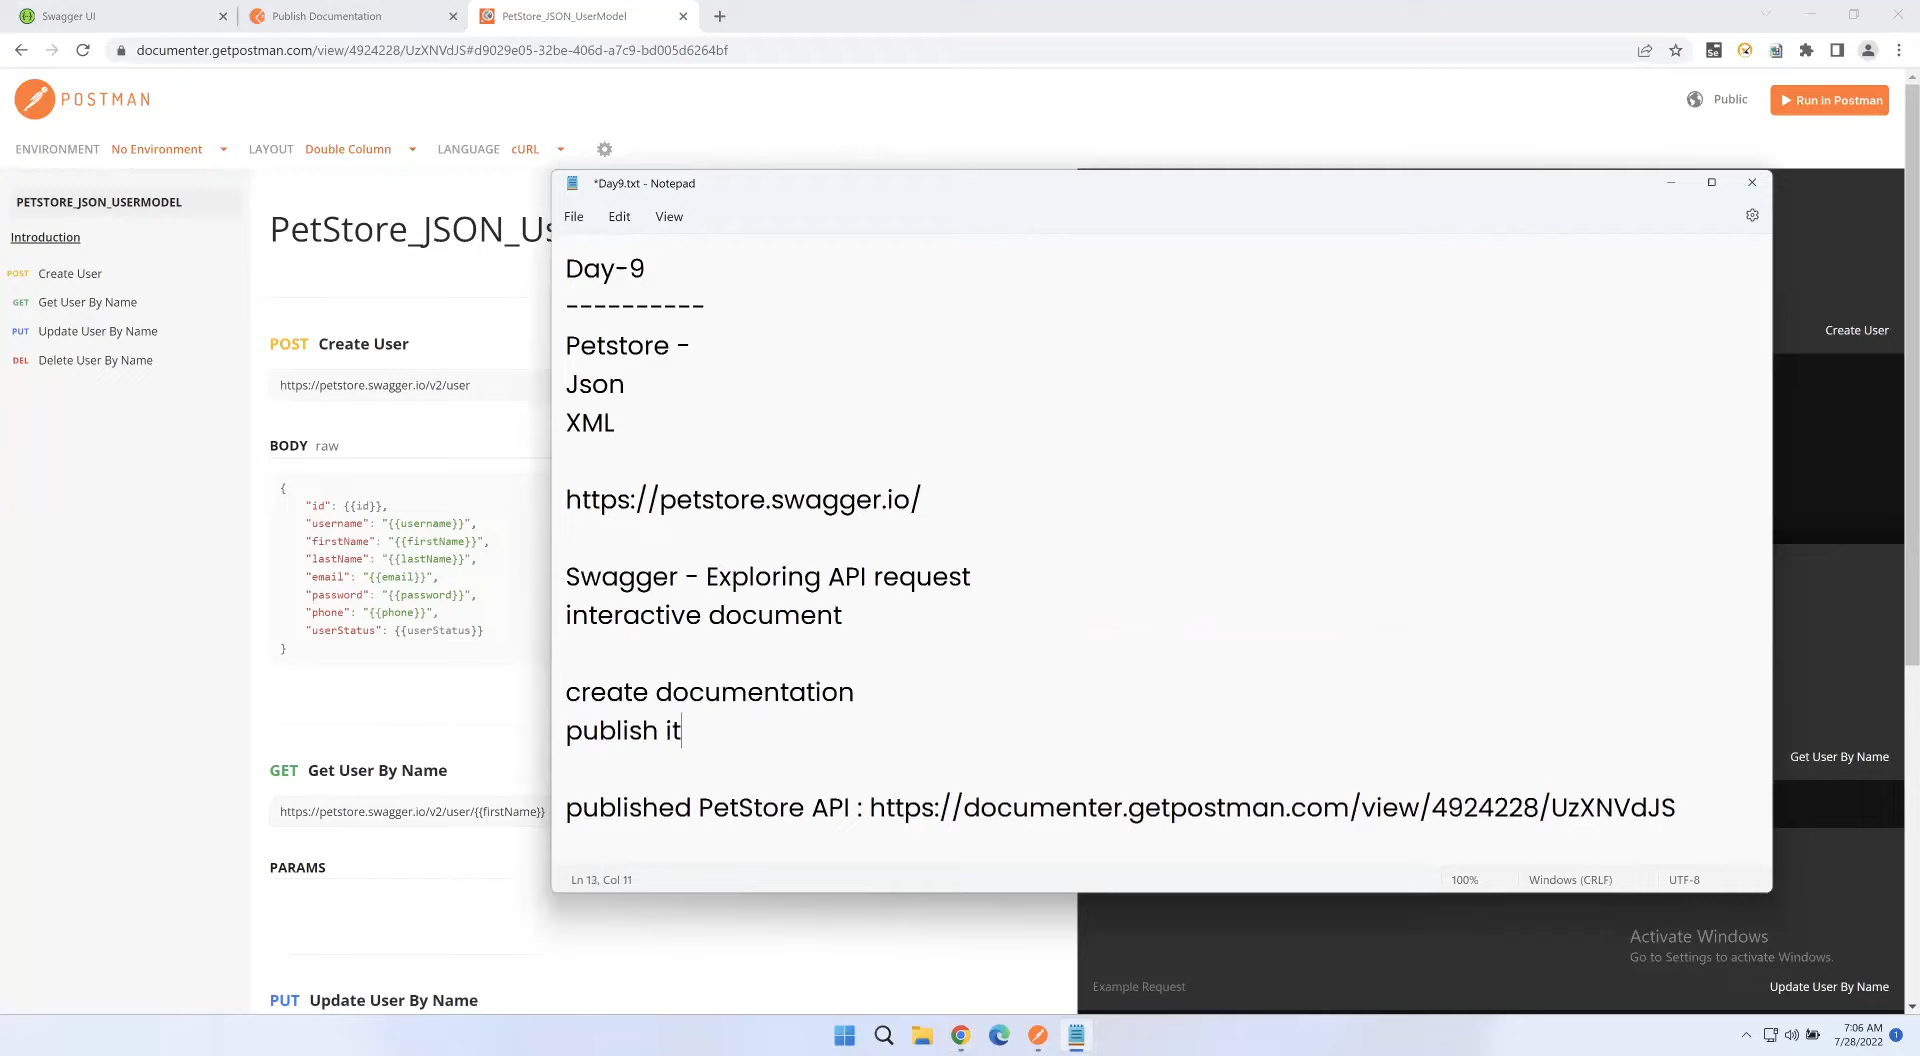 Swagger UI
Publish Documentation
PetStore_JSON_UserModel
documenter.getpostman.com/view/4924228/UzXNVdJS#d9029e05-32be-406d-a7c9-bd005d6264bf
POSTMAN
Public
Run in Postman
ENVIRONMENT No Environment LAYOUT Double Column LANGUAGE cURL
PETSTORE_JSON_USERMODEL
Introduction
POST Create User
GET Get User By Name
PUT Update User By Name
DEL Delete User By Name
PetStore_JSON_Us
POST Create User
https://petstore.swagger.io/v2/user
BODY raw
{
"id": {{id}},
"username": "{{username}}",
"firstName": "{{firstName}}",
"lastName": "{{lastName}}",
"email": "{{email}}",
"password": "{{password}}",
"phone": "{{phone}}",
"userStatus": {{userStatus}}
}
GET Get User By Name
https://petstore.swagger.io/v2/user/{{firstName}}
PARAMS
PUT Update User By Name
*Day9.txt - Notepad
File Edit View
Day-9
----------
Petstore -
Json
XML
https://petstore.swagger.io/
Swagger - Exploring API request
interactive document
create documentation
publish it
published PetStore API : https://documenter.getpostman.com/view/4924228/UzXNVdJS
Ln 13, Col 11
100%
Windows (CRLF)
UTF-8
Create User
Get User By Name
Activate Windows
Go to Settings to activate Windows.
Example Request
Update User By Name
7:06 AM
7/28/2022
1